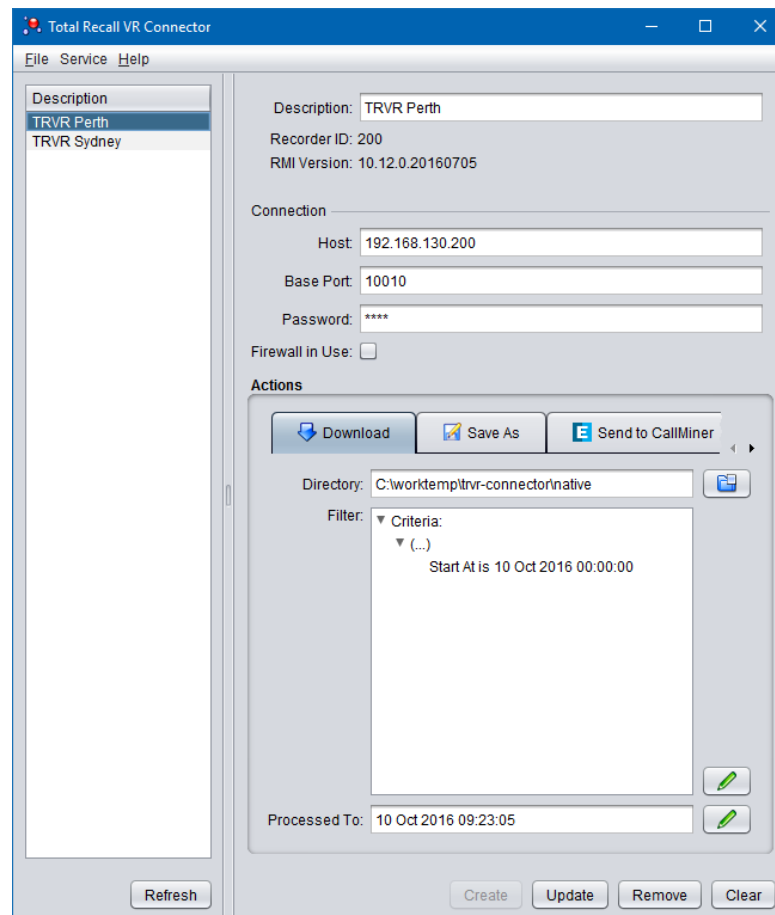 Total Recall VR Connector
File Service Help
Description
TRVR Perth
TRVR Sydney
Refresh
Description: TRVR Perth
Recorder ID: 200
RMI Version: 10.12.0.20160705
Connection
Host: 192.168.130.200
Base Port: 10010
Password: ****
Firewall in Use:
Actions
Download Save As E Send to CallMiner
Directory: C:\worktemp\trvr-connector\native
Filter: Criteria:
(...)
Start At is 10 Oct 2016 00:00:00
Processed To: 10 Oct 2016 09:23:05
Create Update Remove Clear